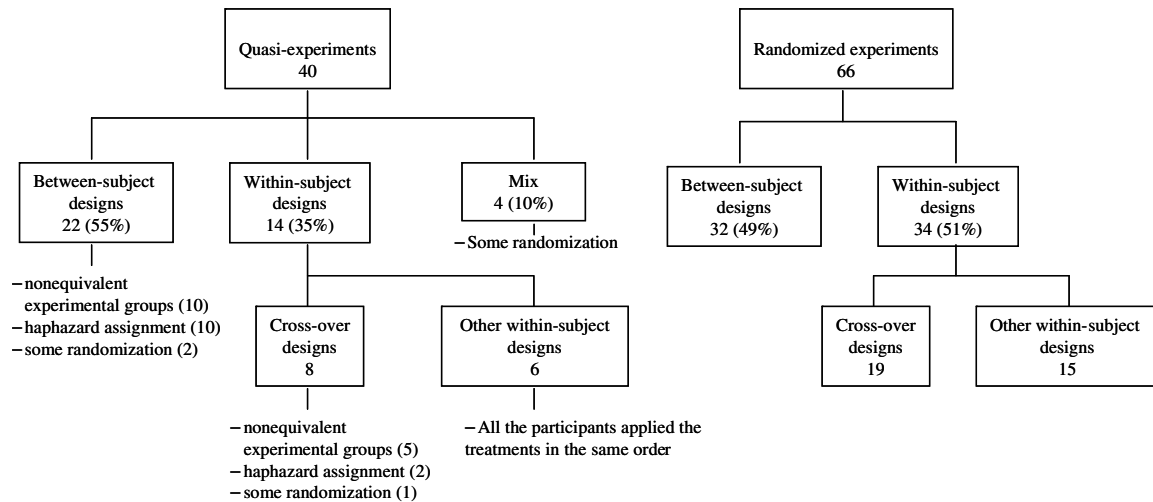 Quasi-experiments
40
Randomized experiments
66
Between-subject
designs
22 (55%)
Within-subject
designs
14 (35%)
Mix
4 (10%)
– Some randomization
Between-subject
designs
32 (49%)
Within-subject
designs
34 (51%)
– nonequivalent
experimental groups (10)
– haphazard assignment (10)
– some randomization (2)
Cross-over
designs
8
Other within-subject
designs
6
Cross-over
designs
19
Other within-subject
designs
15
– nonequivalent
experimental groups (5)
– haphazard assignment (2)
– some randomization (1)
– All the participants applied the
treatments in the same order